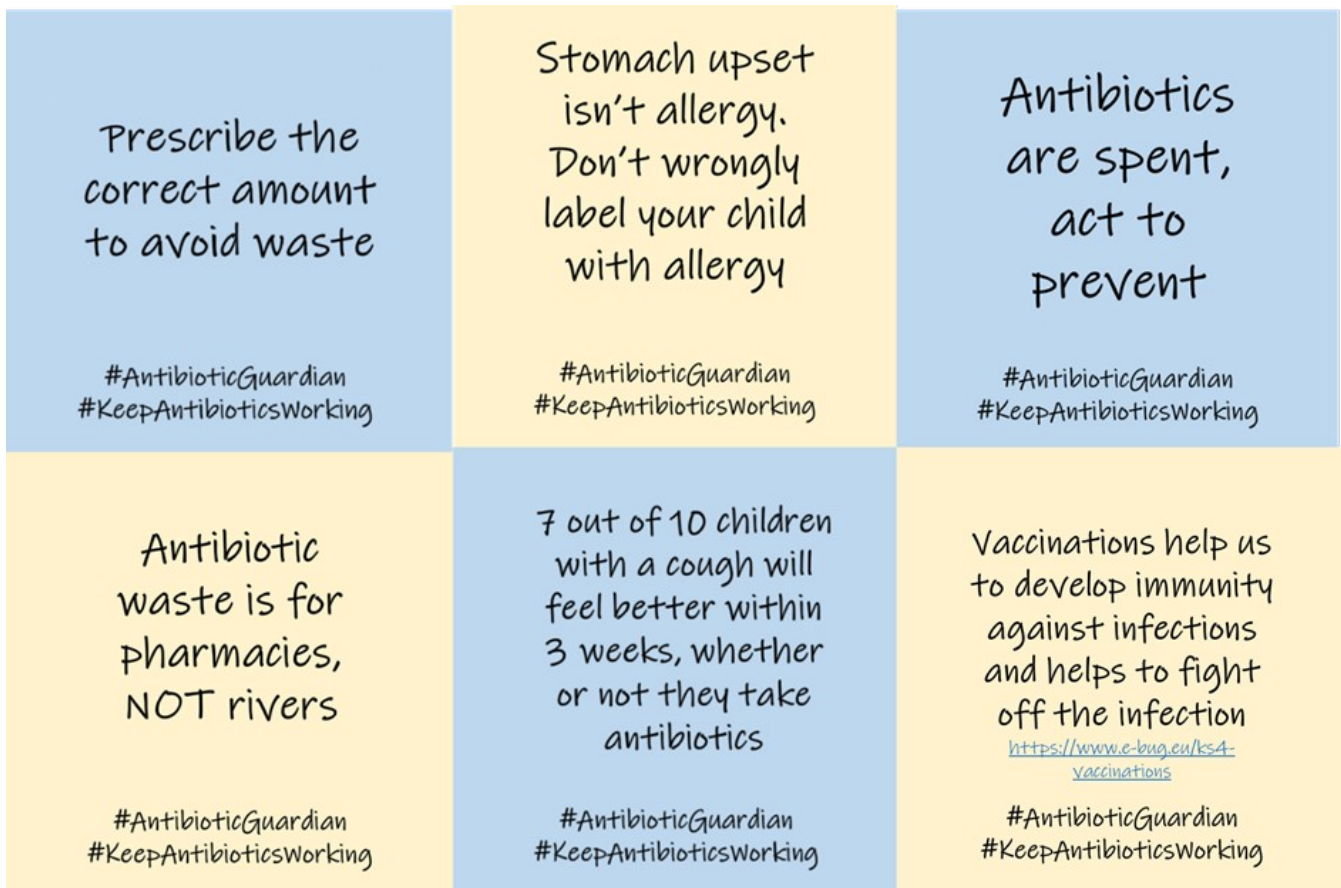 Prescribe the
correct amount
to avoid waste
#AntibioticGuardian
#KeepAntibioticsWorking
Stomach upset
isn't allergy.
Don't wrongly
label your child
with allergy
#AntibioticGuardian
#KeepAntibioticsWorking
Antibiotics
are spent,
act to
prevent
#AntibioticGuardian
#KeepAntibioticsWorking
Antibiotic
waste is for
pharmacies,
NOT rivers
#AntibioticGuardian
#KeepAntibioticsWorking
7 out of 10 children
with a cough will
feel better within
3 weeks, whether
or not they take
antibiotics
#AntibioticGuardian
#KeepAntibioticsWorking
Vaccinations help us
to develop immunity
against infections
and helps to fight
off the infection
https://www.e-bug.eu/ks4-
vaccinations
#AntibioticGuardian
#KeepAntibioticsWorking